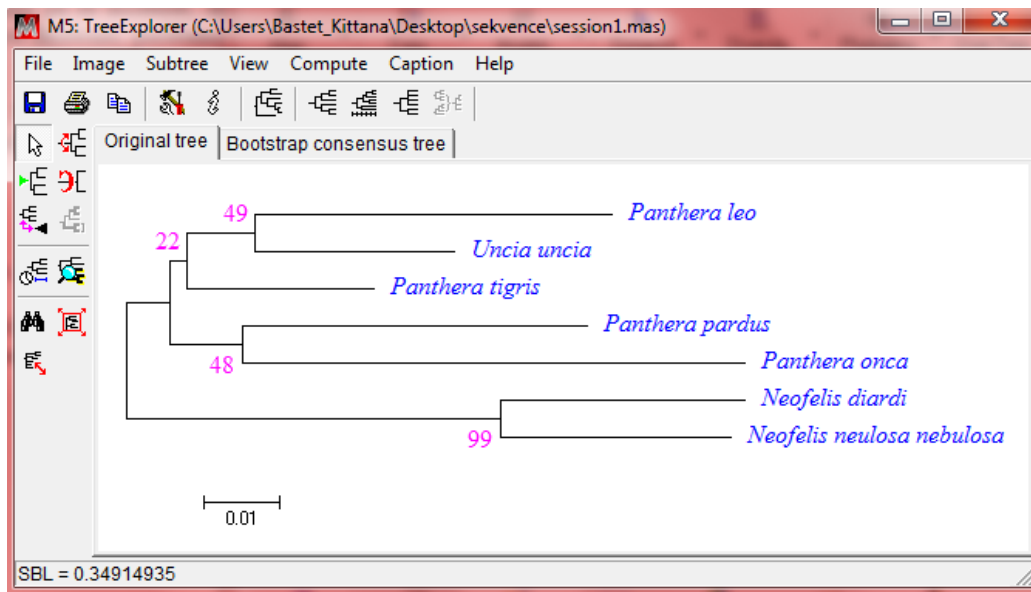 M5: TreeExplorer (C:\Users\Bastet_Kittana\Desktop\sekvence\session1.mas)
File Image Subtree View Compute Caption Help
Original tree Bootstrap consensus tree
49 Panthera leo
22 Uncia uncia
Panthera tigris
Panthera pardus
48 Panthera onca
Neofelis diardi
99 Neofelis neulosa nebulosa
0.01
SBL = 0.34914935